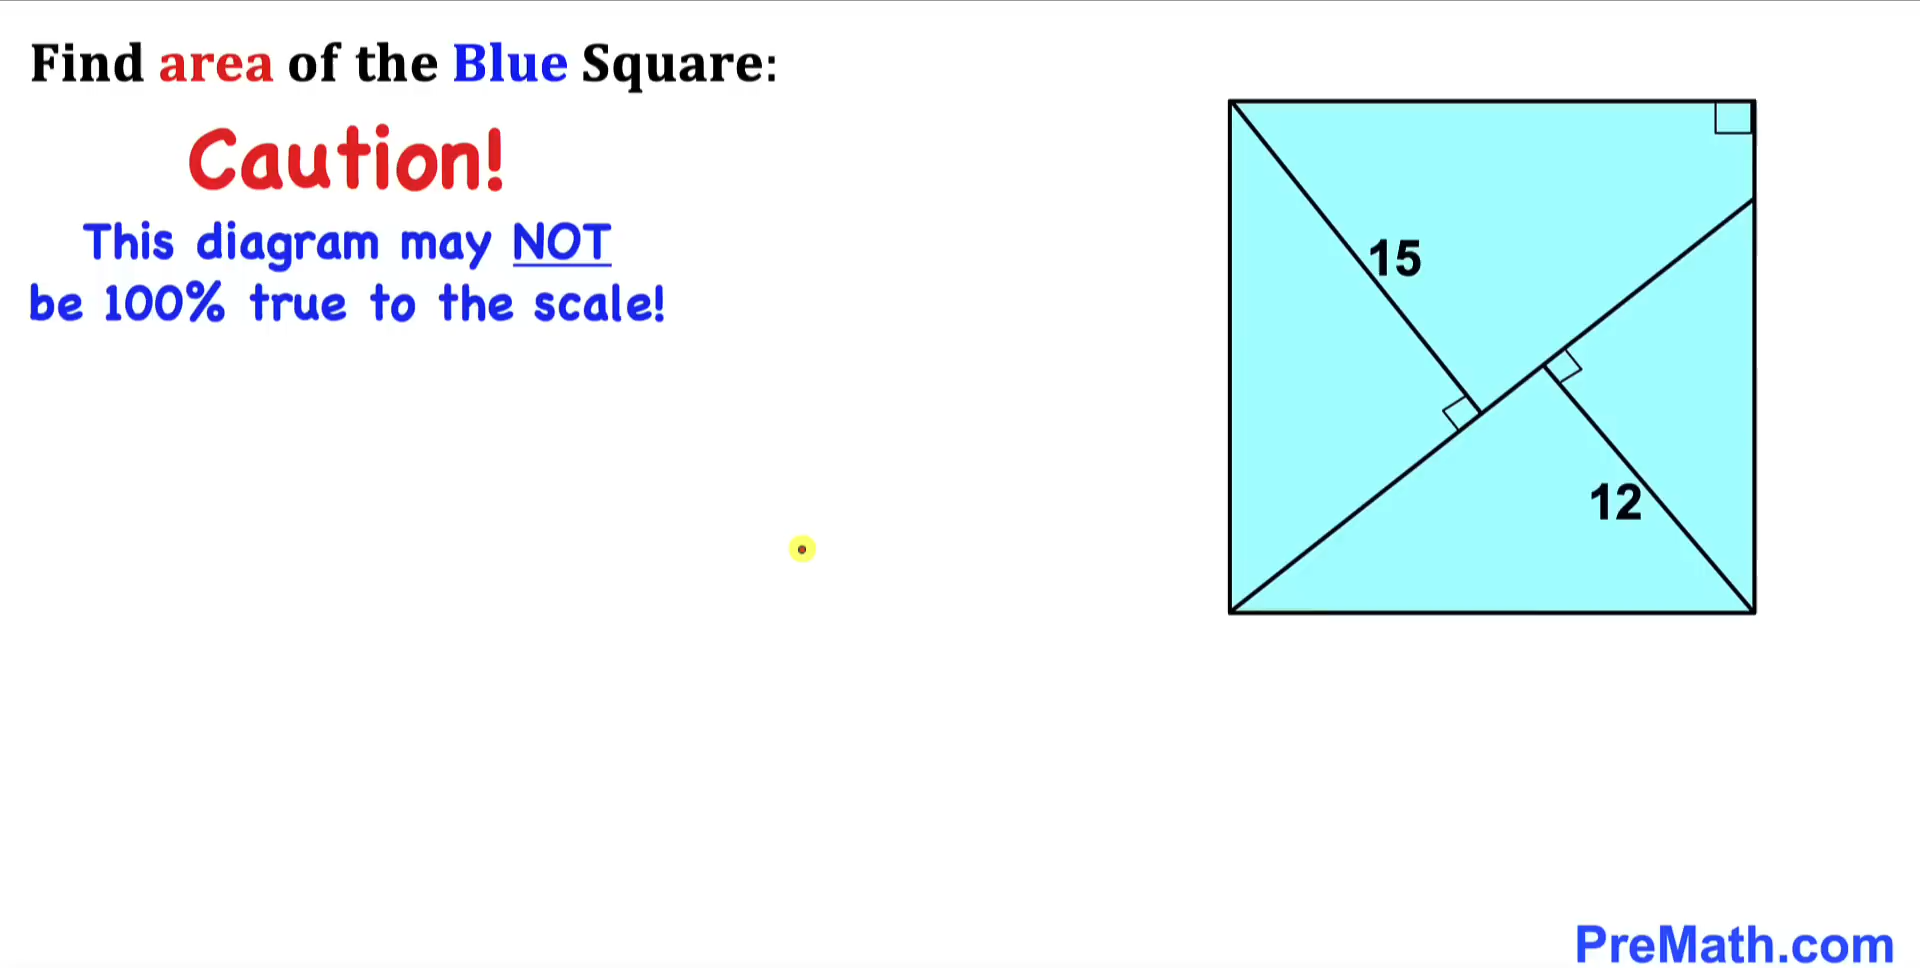 Find area of the Blue Square:
Caution!
This diagram may NOT
be 100% true to the scale!
15
12
PreMath.com